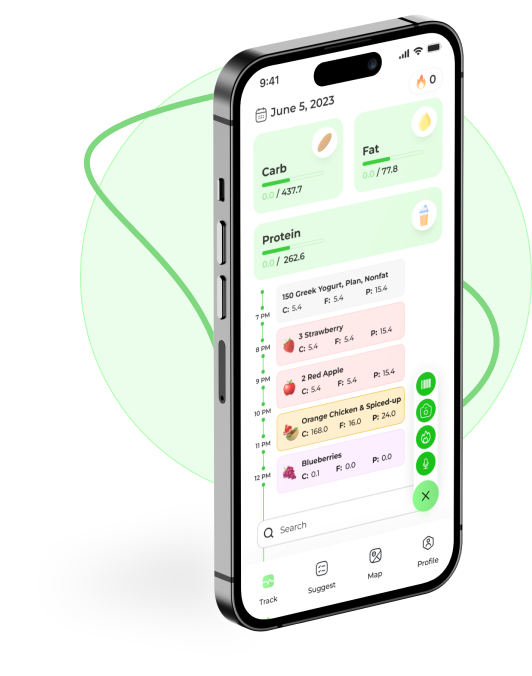 9:41
June 5, 2023
0
Carb
0.0 / 437.7
Fat
0.0 / 77.8
Protein
0.0 / 262.6
150 Greek Yogurt, Plan, Nonfat
C: 5.4 F: 5.4 P: 15.4
7 PM
3 Strawberry
C: 5.4 F: 5.4 P: 15.4
8 PM
2 Red Apple
C: 5.4 F: 5.4 P: 15.4
9 PM
10 PM
Orange Chicken & Spiced-up
C: 168.0 F: 16.0 P: 24.0
11 PM
Blueberries
C: 0.1 F: 0.0 P: 0.0
12 PM
Search
Track Suggest Map Profile